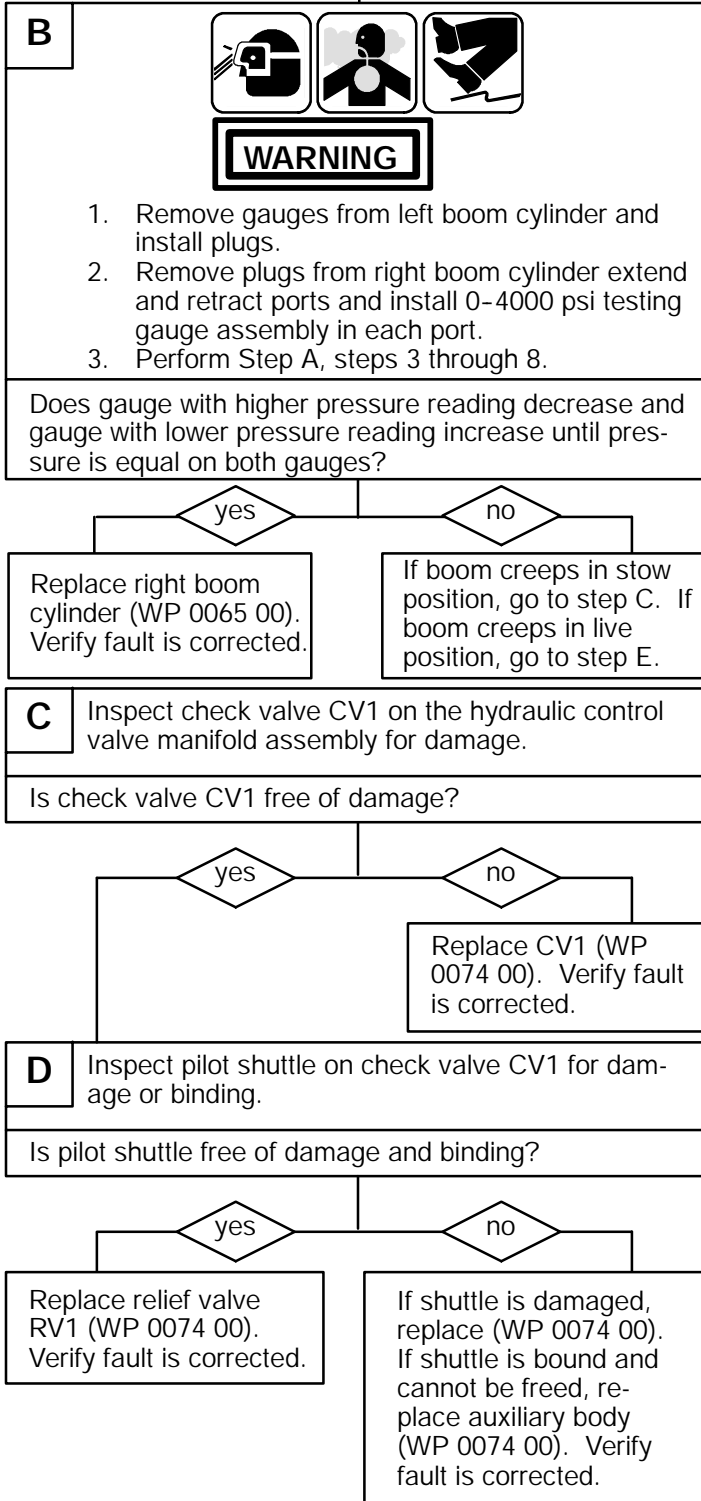 B
WARNING
1. Remove gauges from left boom cylinder and
install plugs.
2. Remove plugs from right boom cylinder extend
and retract ports and install 0-4000 psi testing
gauge assembly in each port.
3. Perform Step A, steps 3 through 8.
Does gauge with higher pressure reading decrease and
gauge with lower pressure reading increase until pres-
sure is equal on both gauges?
yes
no
Replace right boom
cylinder (WP 0065 00).
Verify fault is corrected.
If boom creeps in stow
position, go to step C. If
boom creeps in live
position, go to step E.
C
Inspect check valve CV1 on the hydraulic control
valve manifold assembly for damage.
Is check valve CV1 free of damage?
yes
no
Replace CV1 (WP
0074 00). Verify fault
is corrected.
D
Inspect pilot shuttle on check valve CV1 for dam-
age or binding.
Is pilot shuttle free of damage and binding?
yes
no
Replace relief valve
RV1 (WP 0074 00).
Verify fault is corrected.
If shuttle is damaged,
replace (WP 0074 00).
If shuttle is bound and
cannot be freed, re-
place auxiliary body
(WP 0074 00). Verify
fault is corrected.